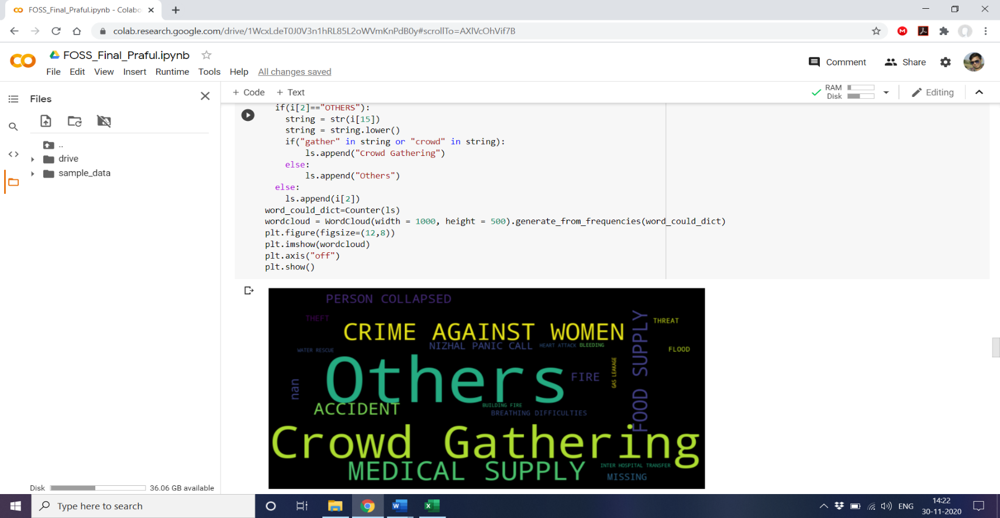 FOSS_Final_Praful.ipynb - Colabo
colab.research.google.com/drive/1WcxLdeT0J0V3n1hRL85L2oWVmKnPdB0y#scrollTo=AXlVcOhVif7B
FOSS_Final_Praful.ipynb
Comment
Share
File Edit View Insert Runtime Tools Help All changes saved
Files
+ Code + Text
RAM
Disk
Editing
..
drive
sample_data
if(i[2]=="OTHERS"):
string = str(i[15])
string = string.lower()
if("gather" in string or "crowd" in string):
ls.append("Crowd Gathering")
else:
ls.append("Others")
else:
ls.append(i[2])
word_could_dict=Counter(ls)
wordcloud = WordCloud(width = 1000, height = 500).generate_from_frequencies(word_could_dict)
plt.figure(figsize=(12,8))
plt.imshow(wordcloud)
plt.axis("off")
plt.show()
PERSON COLLAPSED
THEFT
CRIME AGAINST WOMEN
THREAT
NIZHAL PANIC CALL
HEART ATTACK
BLEEDING
WATER RESCUE
FLOOD
Others
FIRE
GAS LEAKAGE
FOOD SUPPLY
nan
ACCIDENT
BUILDING FIRE
BREATHING DIFFICULTIES
Crowd Gathering
MEDICAL SUPPLY
INTER HOSPITAL TRANSFER
MISSING
Disk 36.06 GB available
Type here to search
ENG
14:22
30-11-2020